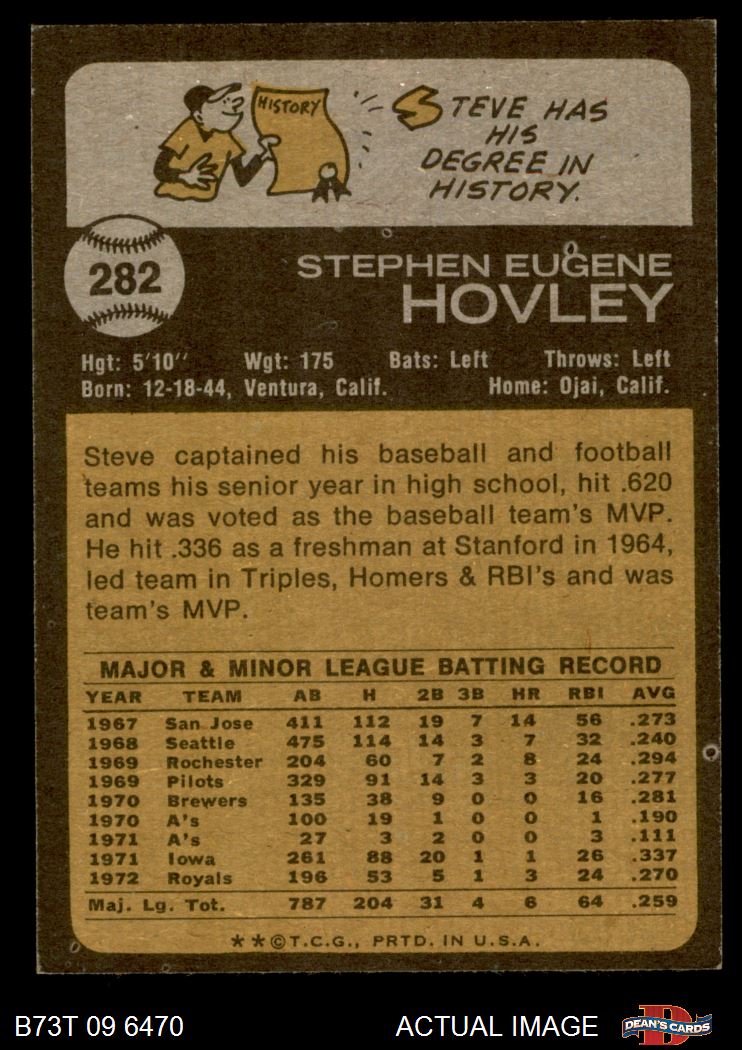 HISTORY
STEVE HAS
HIS
DEGREE IN
HISTORY.
282
STEPHEN EUGENE
HOVLEY
Hgt: 5'10'' Wgt: 175 Bats: Left Throws: Left
Born: 12-18-44, Ventura, Calif. Home: Ojai, Calif.
Steve captained his baseball and football
teams his senior year in high school, hit .620
and was voted as the baseball team's MVP.
He hit .336 as a freshman at Stanford in 1964,
led team in Triples, Homers & RBI's and was
team's MVP.
MAJOR & MINOR LEAGUE BATTING RECORD
YEAR TEAM AB H 2B 3B HR RBI AVG
1967 San Jose 411 112 19 7 14 56 .273
1968 Seattle 475 114 14 3 7 32 .240
1969 Rochester 204 60 7 2 8 24 .294
1969 Pilots 329 91 14 3 3 20 .277
1970 Brewers 135 38 9 0 0 16 .281
1970 A's 100 19 1 0 0 1 .190
1971 A's 27 3 2 0 0 3 .111
1971 Iowa 261 88 20 1 1 26 .337
1972 Royals 196 53 5 1 3 24 .270
Maj. Lg. Tot. 787 204 31 4 6 64 .259
**©T.C.G., PRTD. IN U.S.A.
B73T 09 6470 ACTUAL IMAGE
D
DEAN'S CARDS